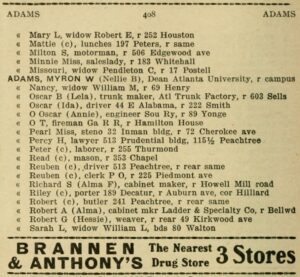 ADAMS 408 ADAMS
" Mary L, widow Robert E, r 252 Houston
" Mattie (c), lunches 197 Peters, r same
" Milton S, motorman, r 506 Edgewood av
" Minnie Miss, saleslady, r 183 Whitehall
" Missouri, widow Pendleton C, r 17 Postell
ADAMS, MYRON W (Nellie B), Dean Atlanta University, r campus
" Nancy, widow William M, r 69 Henry
" Oscar B (Lela), trunk maker, Atl Trunk Factory, r 603 Sells
" Oscar (Ida), driver 44 E Alabama, r 222 Smith
" O Oscar (Annie), engineer Sou Ry, r 89 Tonge
" O T, fireman Ga R R, r Hamilton House
" Pearl Miss, steno 32 Inman bldg, r 72 Cherokee av
" Percy H, lawyer 513 Prudential bldg, 115½ Peachtree
" Peter (c), laborer, r 255 Thurmond
" Read (c), mason, r 353 Chapel
" Reuben (c), driver 513 Peachtree, r rear same
" Reuben (c), clerk P O, r 225 Piedmont av
" Richard S (Alma F), cabinet maker, r Howell Mill road
" Riley (c), porter 189 Decatur, r Auburn ave, cor Hilliard
" Robert (c), butler 241 Peachtree, r rear same
" Robert A (Alma), cabinet mkr Ladder & Specialty Co, r Bellwd
" Robert G (Hessie), weaver, r rear 49 Kirkwood ave
" Sarah L, widow William L, bds 80 Walton
BRANNEN The Nearest 3 Stores
& ANTHONY'S Drug Store